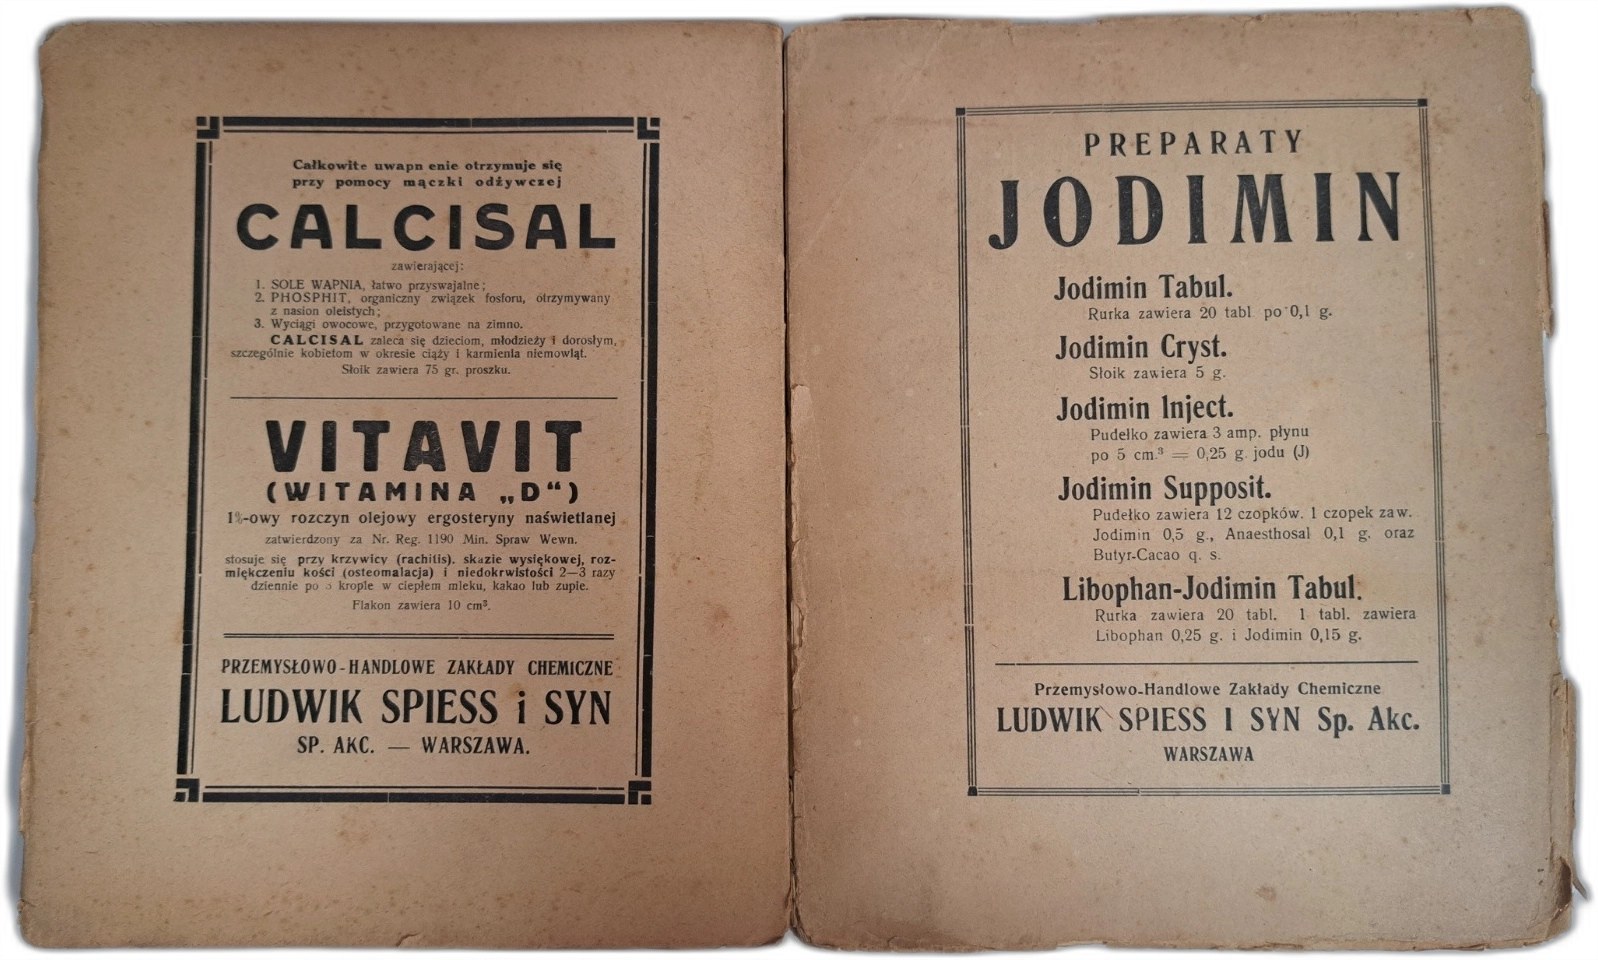 Całkowite uwapn enie otrzymuje się
przy pomocy mączki odżywczej
CALCISAL
zawierającej:
1. SOLE WAPNIA, łatwo przyswajalne;
2. PHOSPHIT, organiczny związek fosforu, otrzymywany
z nasion oleistych;
3. Wyciągi owocowe, przygotowane na zimno.
CALCISAL zaleca się dzieciom, młodzieży i dorosłym,
szczególnie kobietom w okresie ciąży i karmienia niemowląt.
Słoik zawiera 75 gr. proszku.
VITAVIT
(WITAMINA „D“)
1%-owy rozczyn olejowy ergosteryny naświetlanej
zatwierdzony za Nr. Reg. 1190 Min. Spraw Wewn.
stosuje się przy krzywicy (rachitis), skazie wysiękowej, roz-
miękczeniu kości (osteomalacja) i niedokrwistości 2—3 razy
dziennie po krople w ciepłem mleku, kakao lub zupie.
Flakon zawiera 10 cm³.
PRZEMYSŁOWO-HANDLOWE ZAKŁADY CHEMICZNE
LUDWIK SPIESS i SYN
SP. AKC. — WARSZAWA.
PREPARATY
JODIMIN
Jodimin Tabul.
Rurka zawiera 20 tabl po 0,1 g.
Jodimin Cryst.
Słoik zawiera 5 g.
Jodimin Inject.
Pudełko zawiera 3 amp. płynu
po 5 cm.³ = 0,25 g. jodu (J)
Jodimin Supposit.
Pudełko zawiera 12 czopków. 1 czopek zaw.
Jodimin 0,5 g., Anaesthosal 0,1 g. oraz
Butyr-Cacao q. s.
Libophan-Jodimin Tabul.
Rurka zawiera 20 tabl. 1 tabl. zawiera
Libophan 0,25 g. i Jodimin 0,15 g.
Przemysłowo-Handlowe Zakłady Chemiczne
LUDWIK SPIESS I SYN Sp. Akc.
WARSZAWA